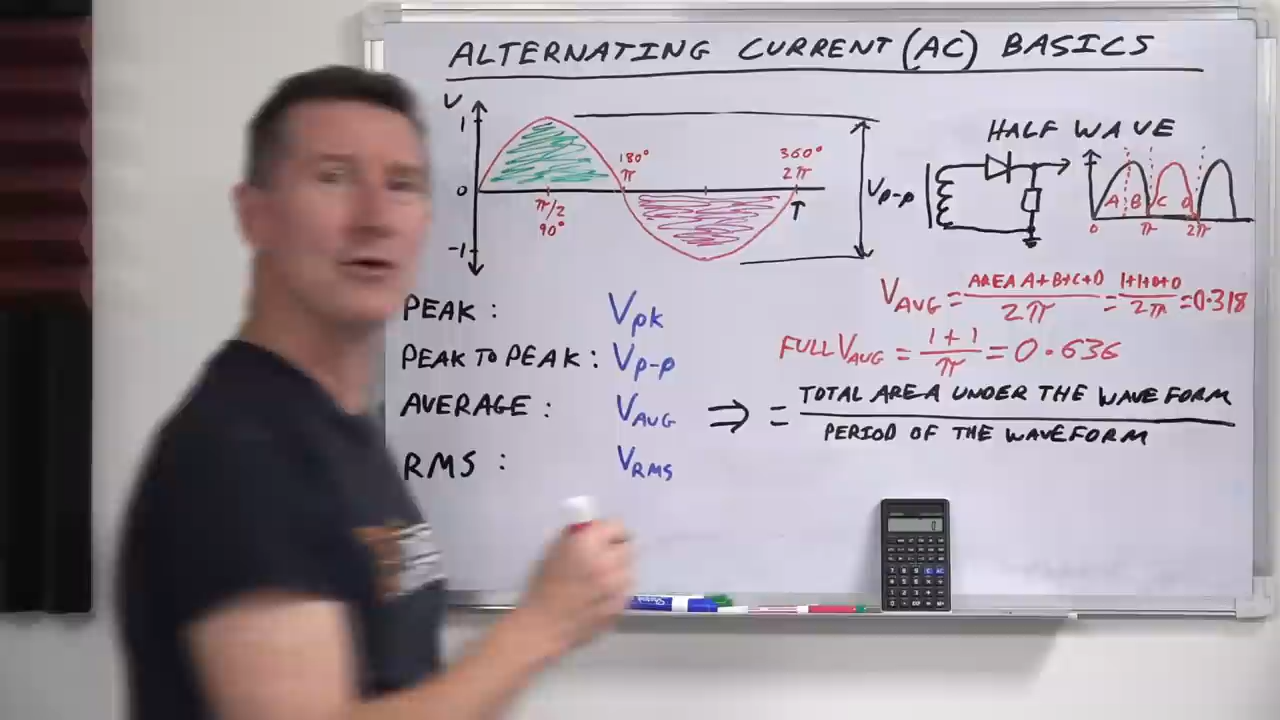 ALTERNATING CURRENT (AC) BASICS
V
1
0
-1
π/2
90°
180°
π
360°
2π
T
Vp-p
HALF WAVE
A B C D
0 π 2π
VAVG = AREA A+B+C+D / 2π = 1+1+0+0 / 2π = 0.318
FULL VAVG = 1+1 / π = 0.636
PEAK: Vpk
PEAK TO PEAK: Vp-p
AVERAGE: VAVG ⇒ = TOTAL AREA UNDER THE WAVEFORM
PERIOD OF THE WAVEFORM
RMS: VRMS